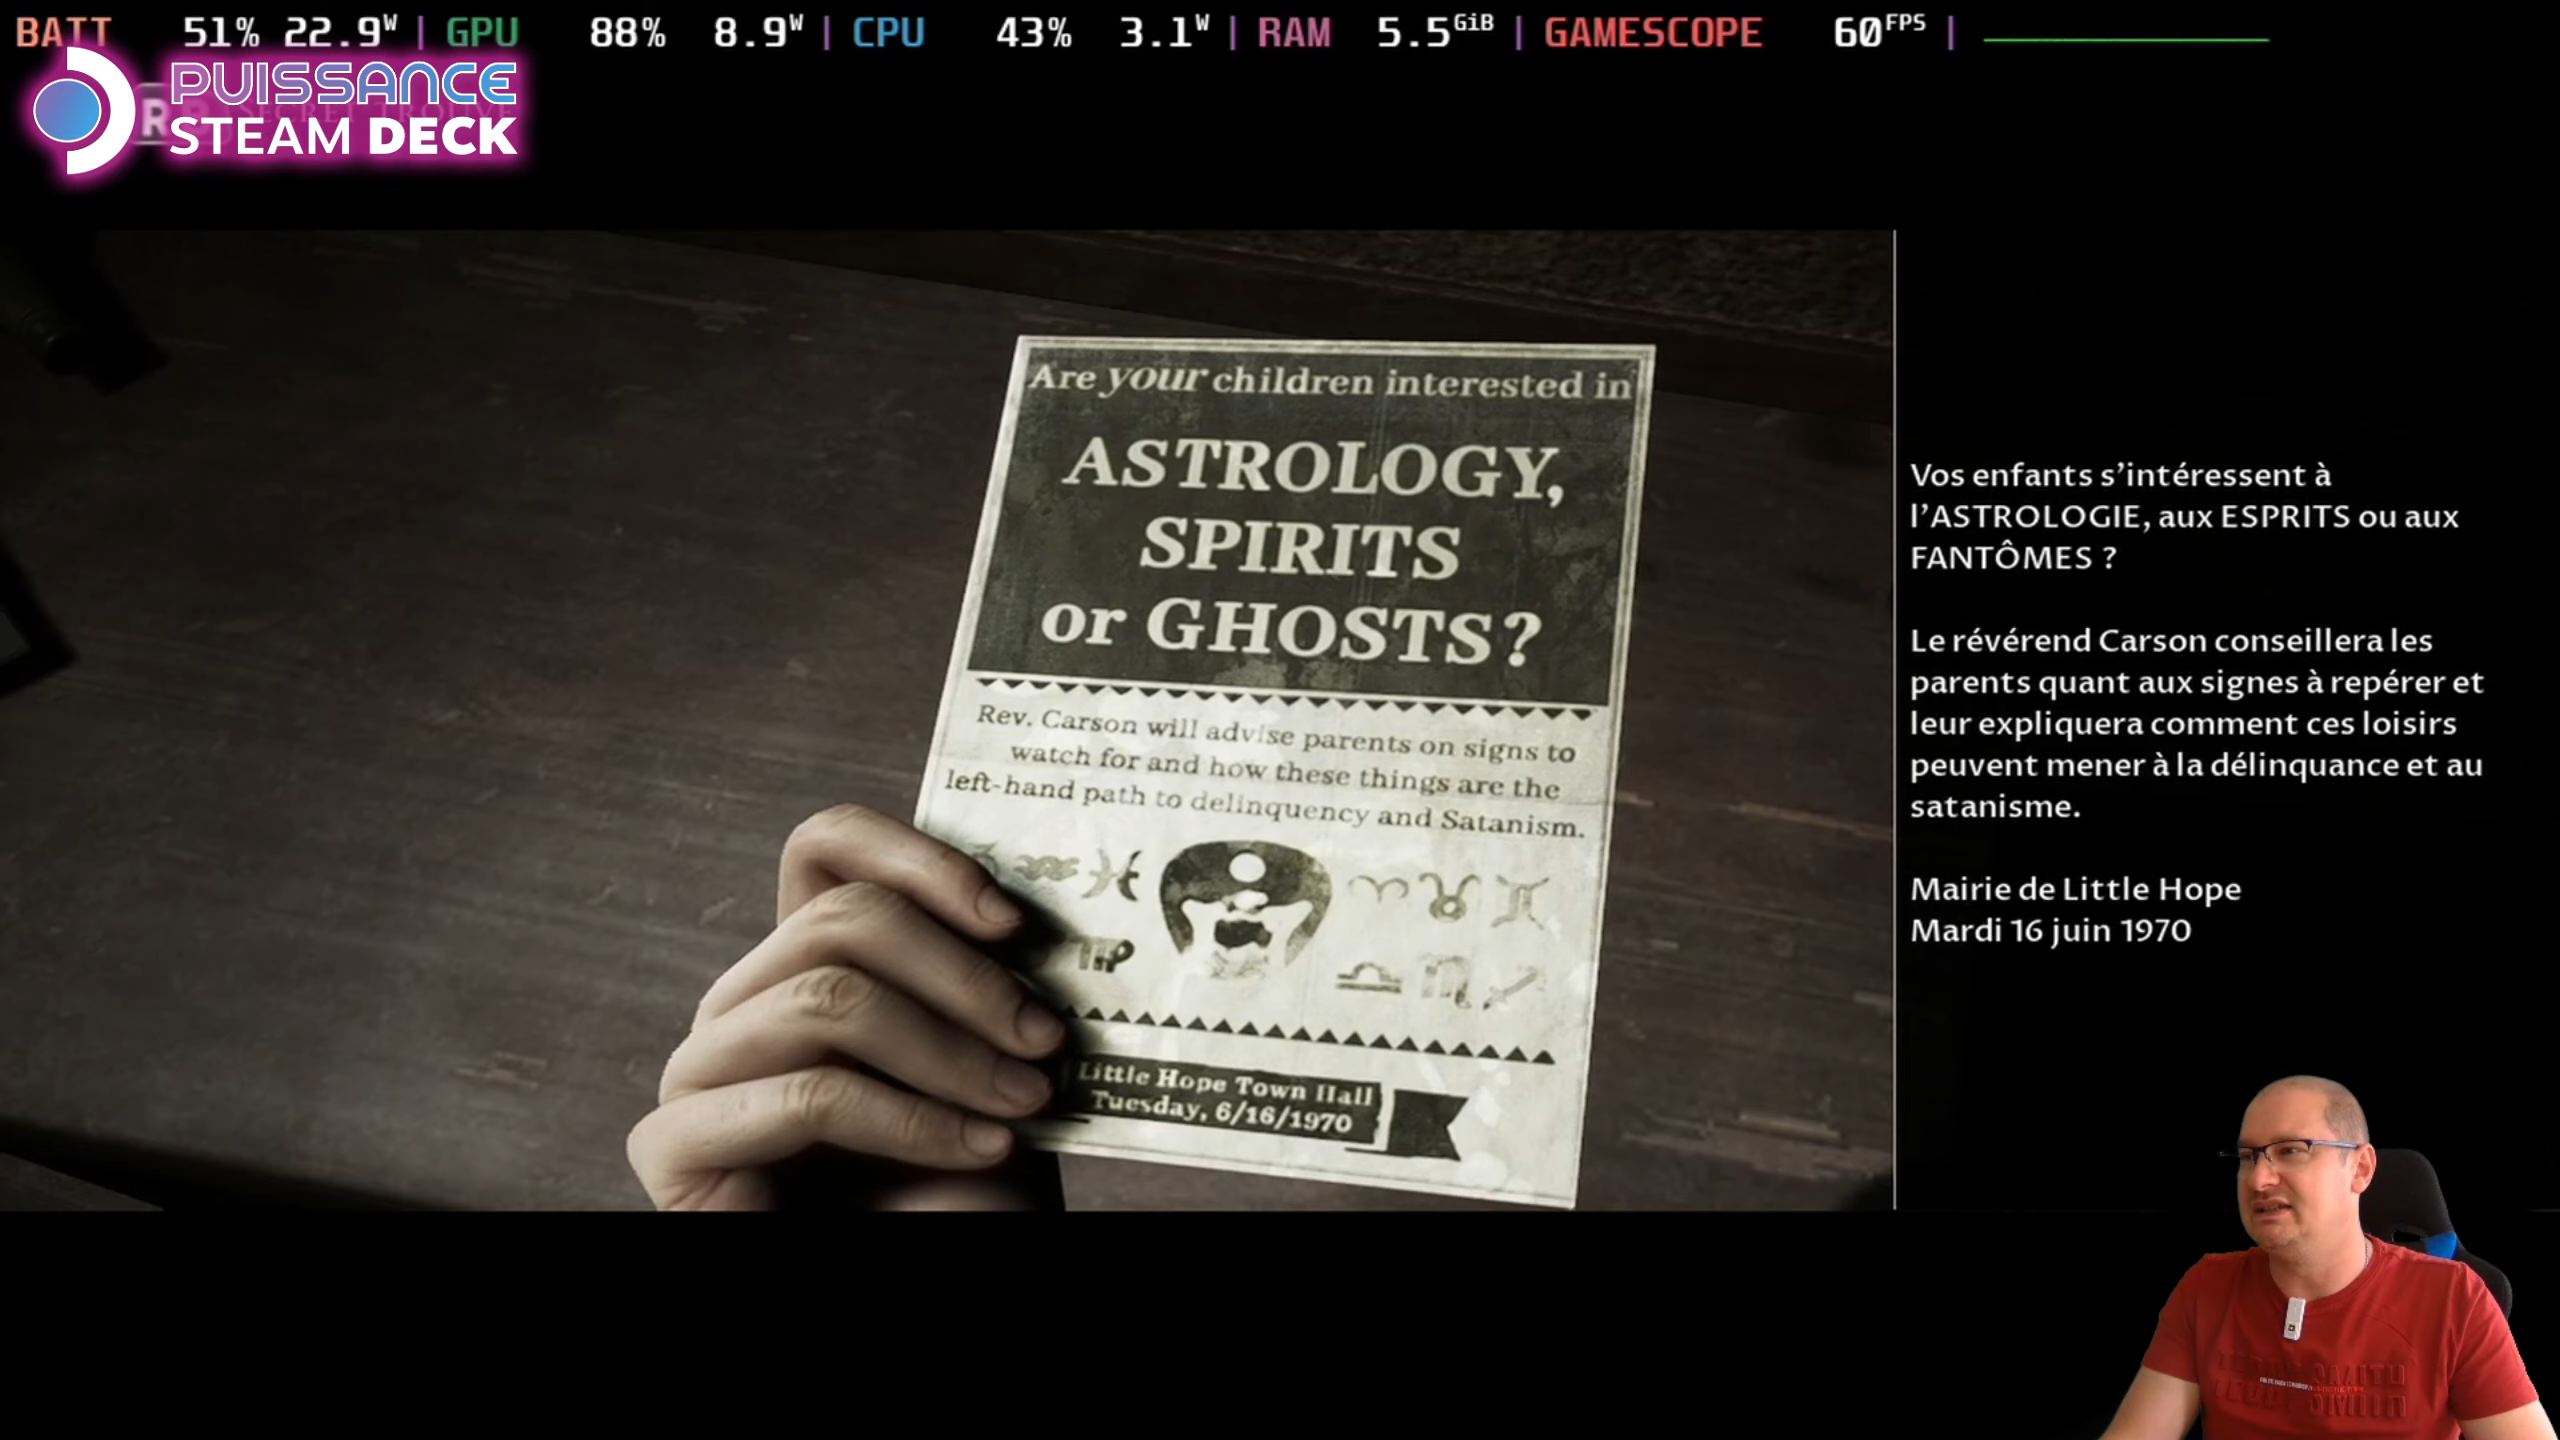 BATT 51% 22.9W | GPU 88% 8.9W | CPU 43% 3.1W | RAM 5.5GiB | GAMESCOPE 60FPS |
PUISSANCE
STEAM DECK
Are your children interested in
ASTROLOGY,
SPIRITS
or GHOSTS?
Rev. Carson will advise parents on signs to
watch for and how these things are the
left-hand path to delinquency and Satanism.
Little Hope Town Hall
Tuesday, 6/16/1970
Vos enfants s'intéressent à
l'ASTROLOGIE, aux ESPRITS ou aux
FANTÔMES ?
Le révérend Carson conseillera les
parents quant aux signes à repérer et
leur expliquera comment ces loisirs
peuvent mener à la délinquance et au
satanisme.
Mairie de Little Hope
Mardi 16 juin 1970